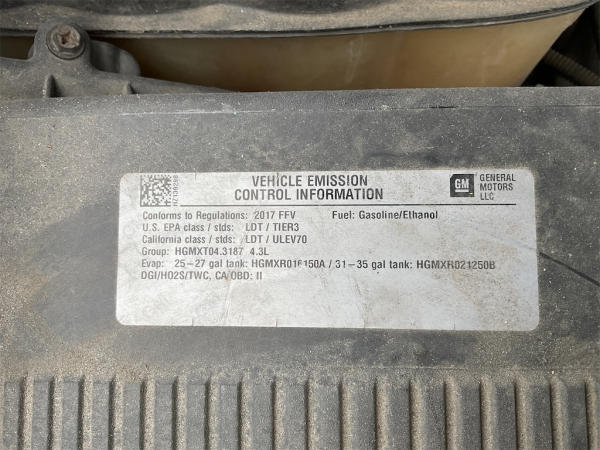 VEHICLE EMISSION
CONTROL INFORMATION
GM
GENERAL
MOTORS
LLC
Conforms to Regulations: 2017 FFV Fuel: Gasoline/Ethanol
U.S. EPA class / stds: LDT / TIER3
California class / stds: LDT / ULEV70
Group: HGMXT04.3187 4.3L
Evap: 25-27 gal tank: HGMXR016150A / 31-35 gal tank: HGMXR021250B
DGI/HO2S/TWC, CA OBD: II